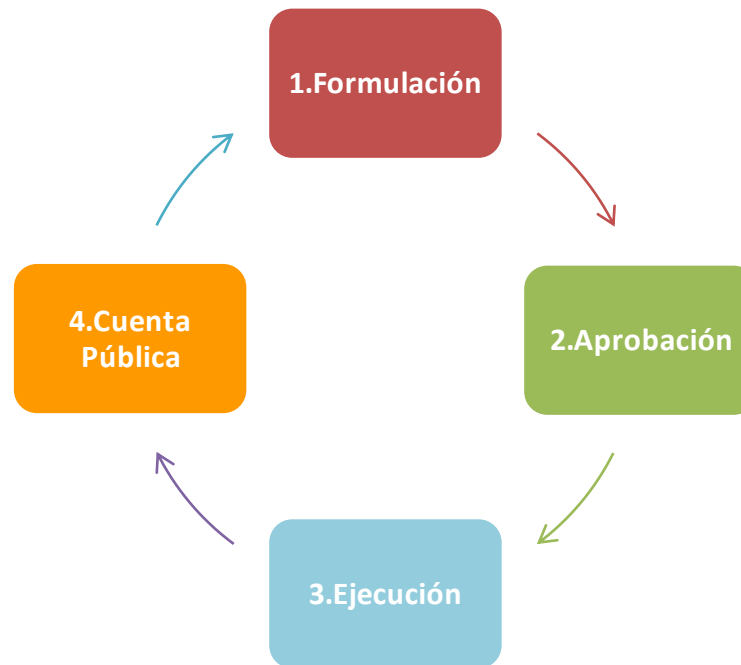 1.Formulación
2.Aprobación
3.Ejecución
4.Cuenta
Pública